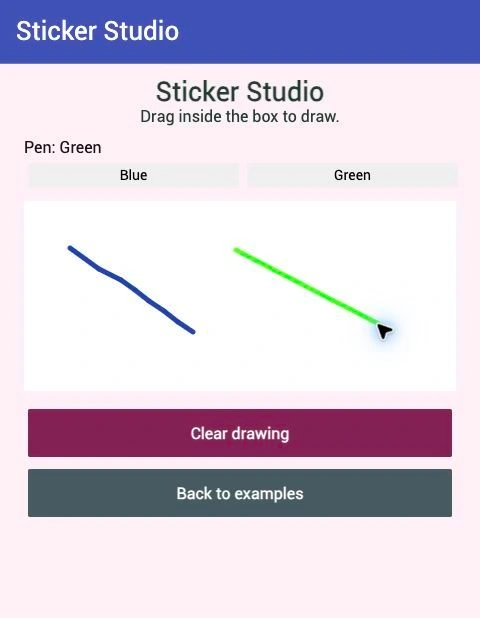 Sticker Studio
Sticker Studio
Drag inside the box to draw.
Pen: Green
Blue
Green
Clear drawing
Back to examples